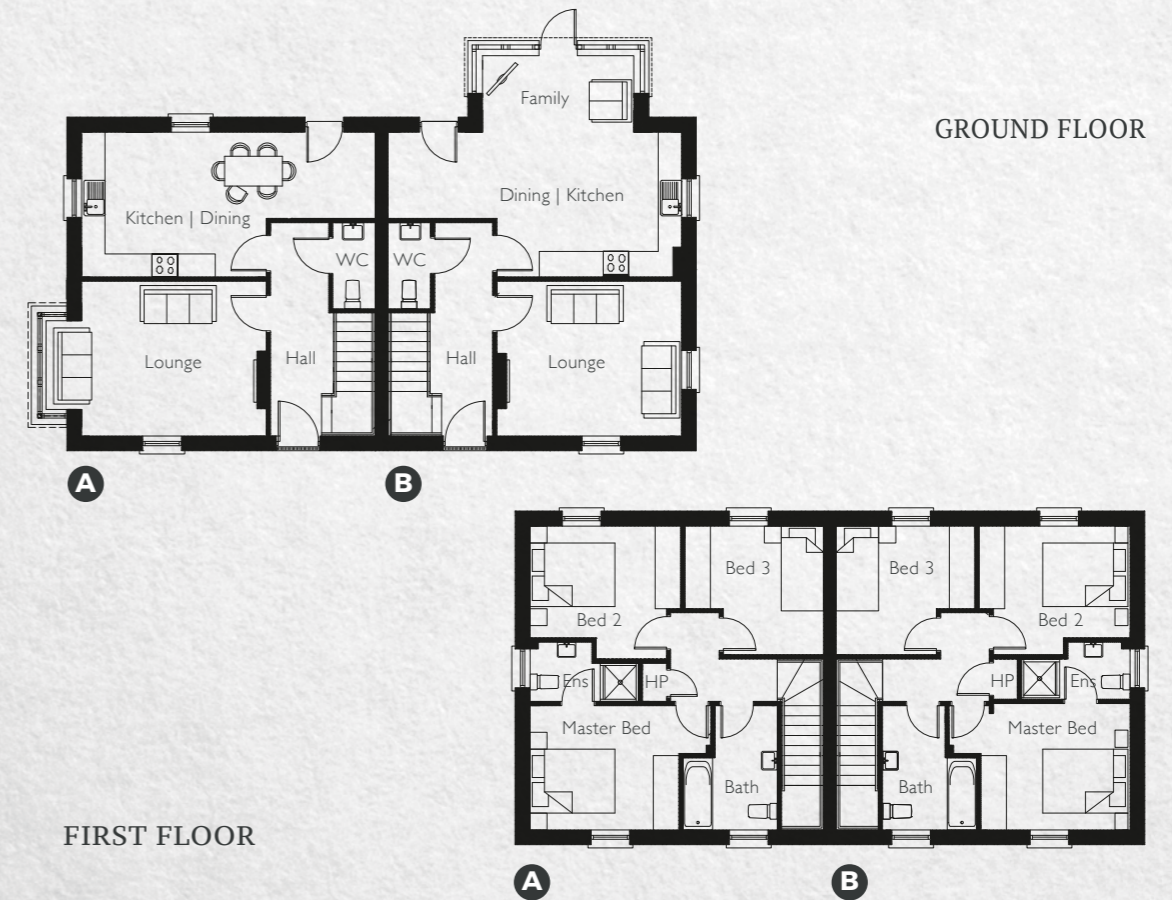 GROUND FLOOR
Family
Kitchen | Dining
Dining | Kitchen
WC
WC
Lounge
Hall
Hall
Lounge
A
B
FIRST FLOOR
Bed 2
Bed 3
Bed 3
Bed 2
Ens
HP
HP
Ens
Master Bed
Master Bed
Bath
Bath
A
B